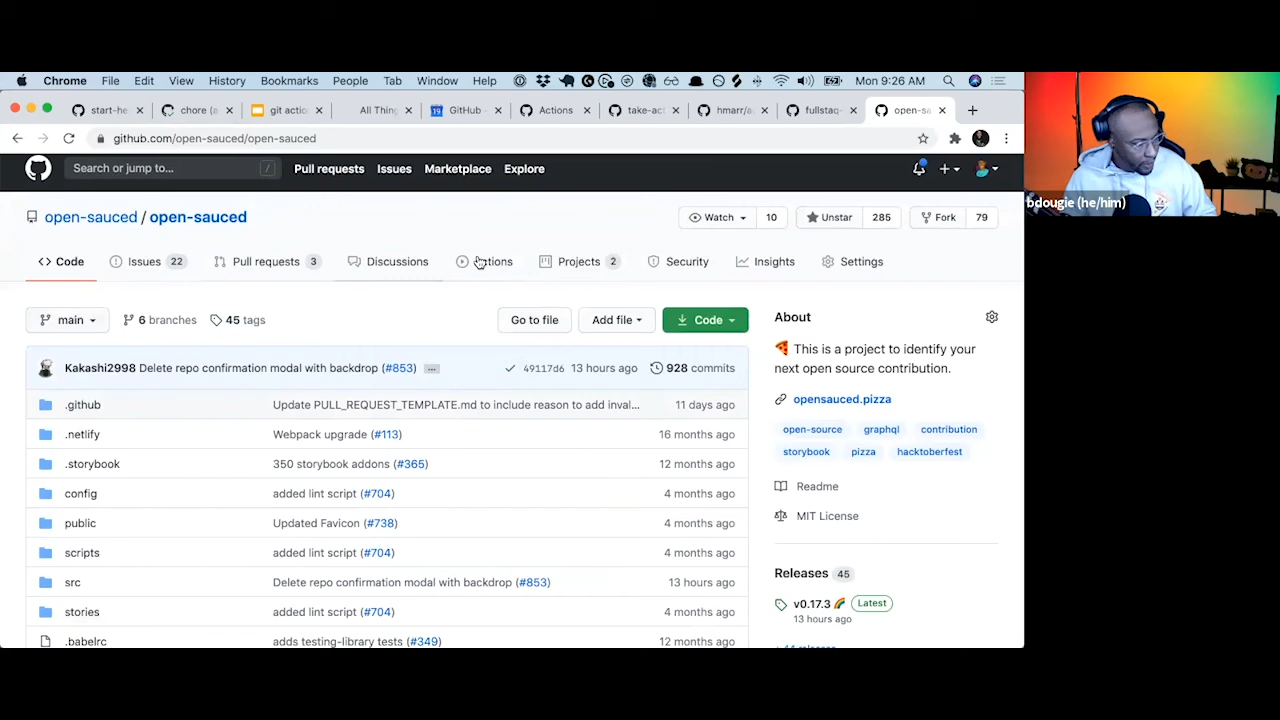 Chrome File Edit View History Bookmarks People Tab Window Help Mon 9:26 AM
start-he chore (a git actio All Thing 19 GitHub - Actions take-act hmarr/a fullstaq- open-sa
github.com/open-sauced/open-sauced
Search or jump to... / Pull requests Issues Marketplace Explore
bdougie (he/him)
open-sauced / open-sauced Watch 10 Unstar 285 Fork 79
Code Issues 22 Pull requests 3 Discussions Actions Projects 2 Security Insights Settings
main 6 branches 45 tags Go to file Add file Code
About
Kakashi2998 Delete repo confirmation modal with backdrop (#853) ... 49117d6 13 hours ago 928 commits
This is a project to identify your
next open source contribution.
.github Update PULL_REQUEST_TEMPLATE.md to include reason to add inval... 11 days ago
.netlify Webpack upgrade (#113) 16 months ago
.storybook 350 storybook addons (#365) 12 months ago
config added lint script (#704) 4 months ago
public Updated Favicon (#738) 4 months ago
scripts added lint script (#704) 4 months ago
src Delete repo confirmation modal with backdrop (#853) 13 hours ago
stories added lint script (#704) 4 months ago
.babelrc adds testing-library tests (#349) 12 months ago
opensauced.pizza
open-source graphql contribution
storybook pizza hacktoberfest
Readme
MIT License
Releases 45
v0.17.3 Latest
13 hours ago